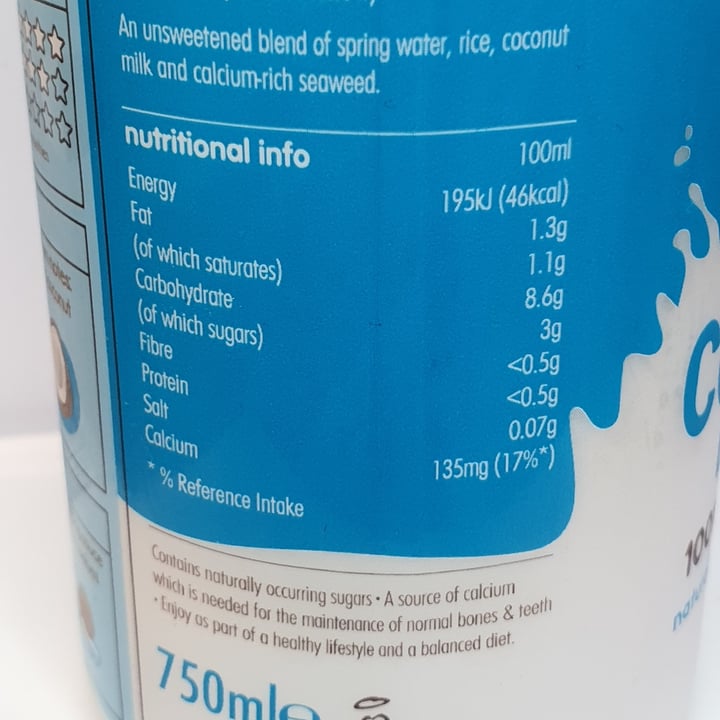 An unsweetened blend of spring water, rice, coconut
milk and calcium-rich seaweed.
nutritional info 100ml
Energy 195kJ (46kcal)
Fat 1.3g
(of which saturates) 1.1g
Carbohydrate 8.6g
(of which sugars) 3g
Fibre <0.5g
Protein <0.5g
Salt 0.07g
Calcium 135mg (17%*)
* % Reference Intake
Contains naturally occurring sugars • A source of calcium
which is needed for the maintenance of normal bones & teeth
• Enjoy as part of a healthy lifestyle and a balanced diet.
750ml℮
100